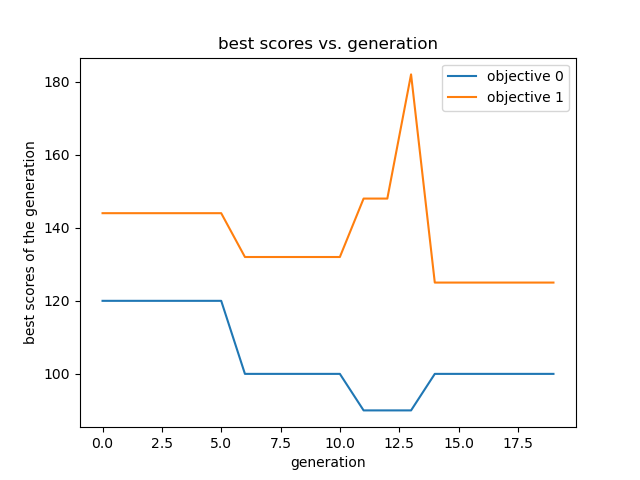 best scores vs. generation
objective 0
objective 1
best scores of the generation
180
160
140
120
100
0.0 2.5 5.0 7.5 10.0 12.5 15.0 17.5
generation